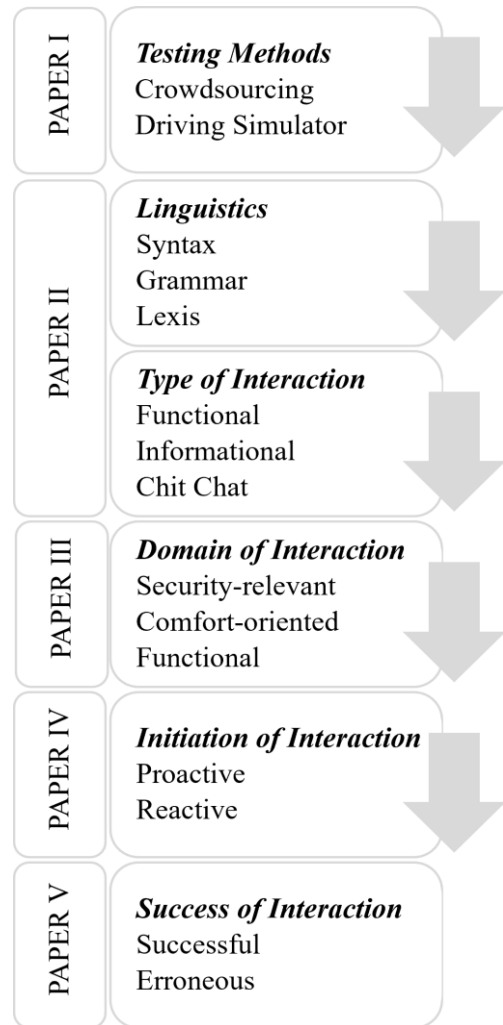 PAPER I
Testing Methods
Crowdsourcing
Driving Simulator
PAPER II
Linguistics
Syntax
Grammar
Lexis
Type of Interaction
Functional
Informational
Chit Chat
PAPER III
Domain of Interaction
Security-relevant
Comfort-oriented
Functional
PAPER IV
Initiation of Interaction
Proactive
Reactive
PAPER V
Success of Interaction
Successful
Erroneous